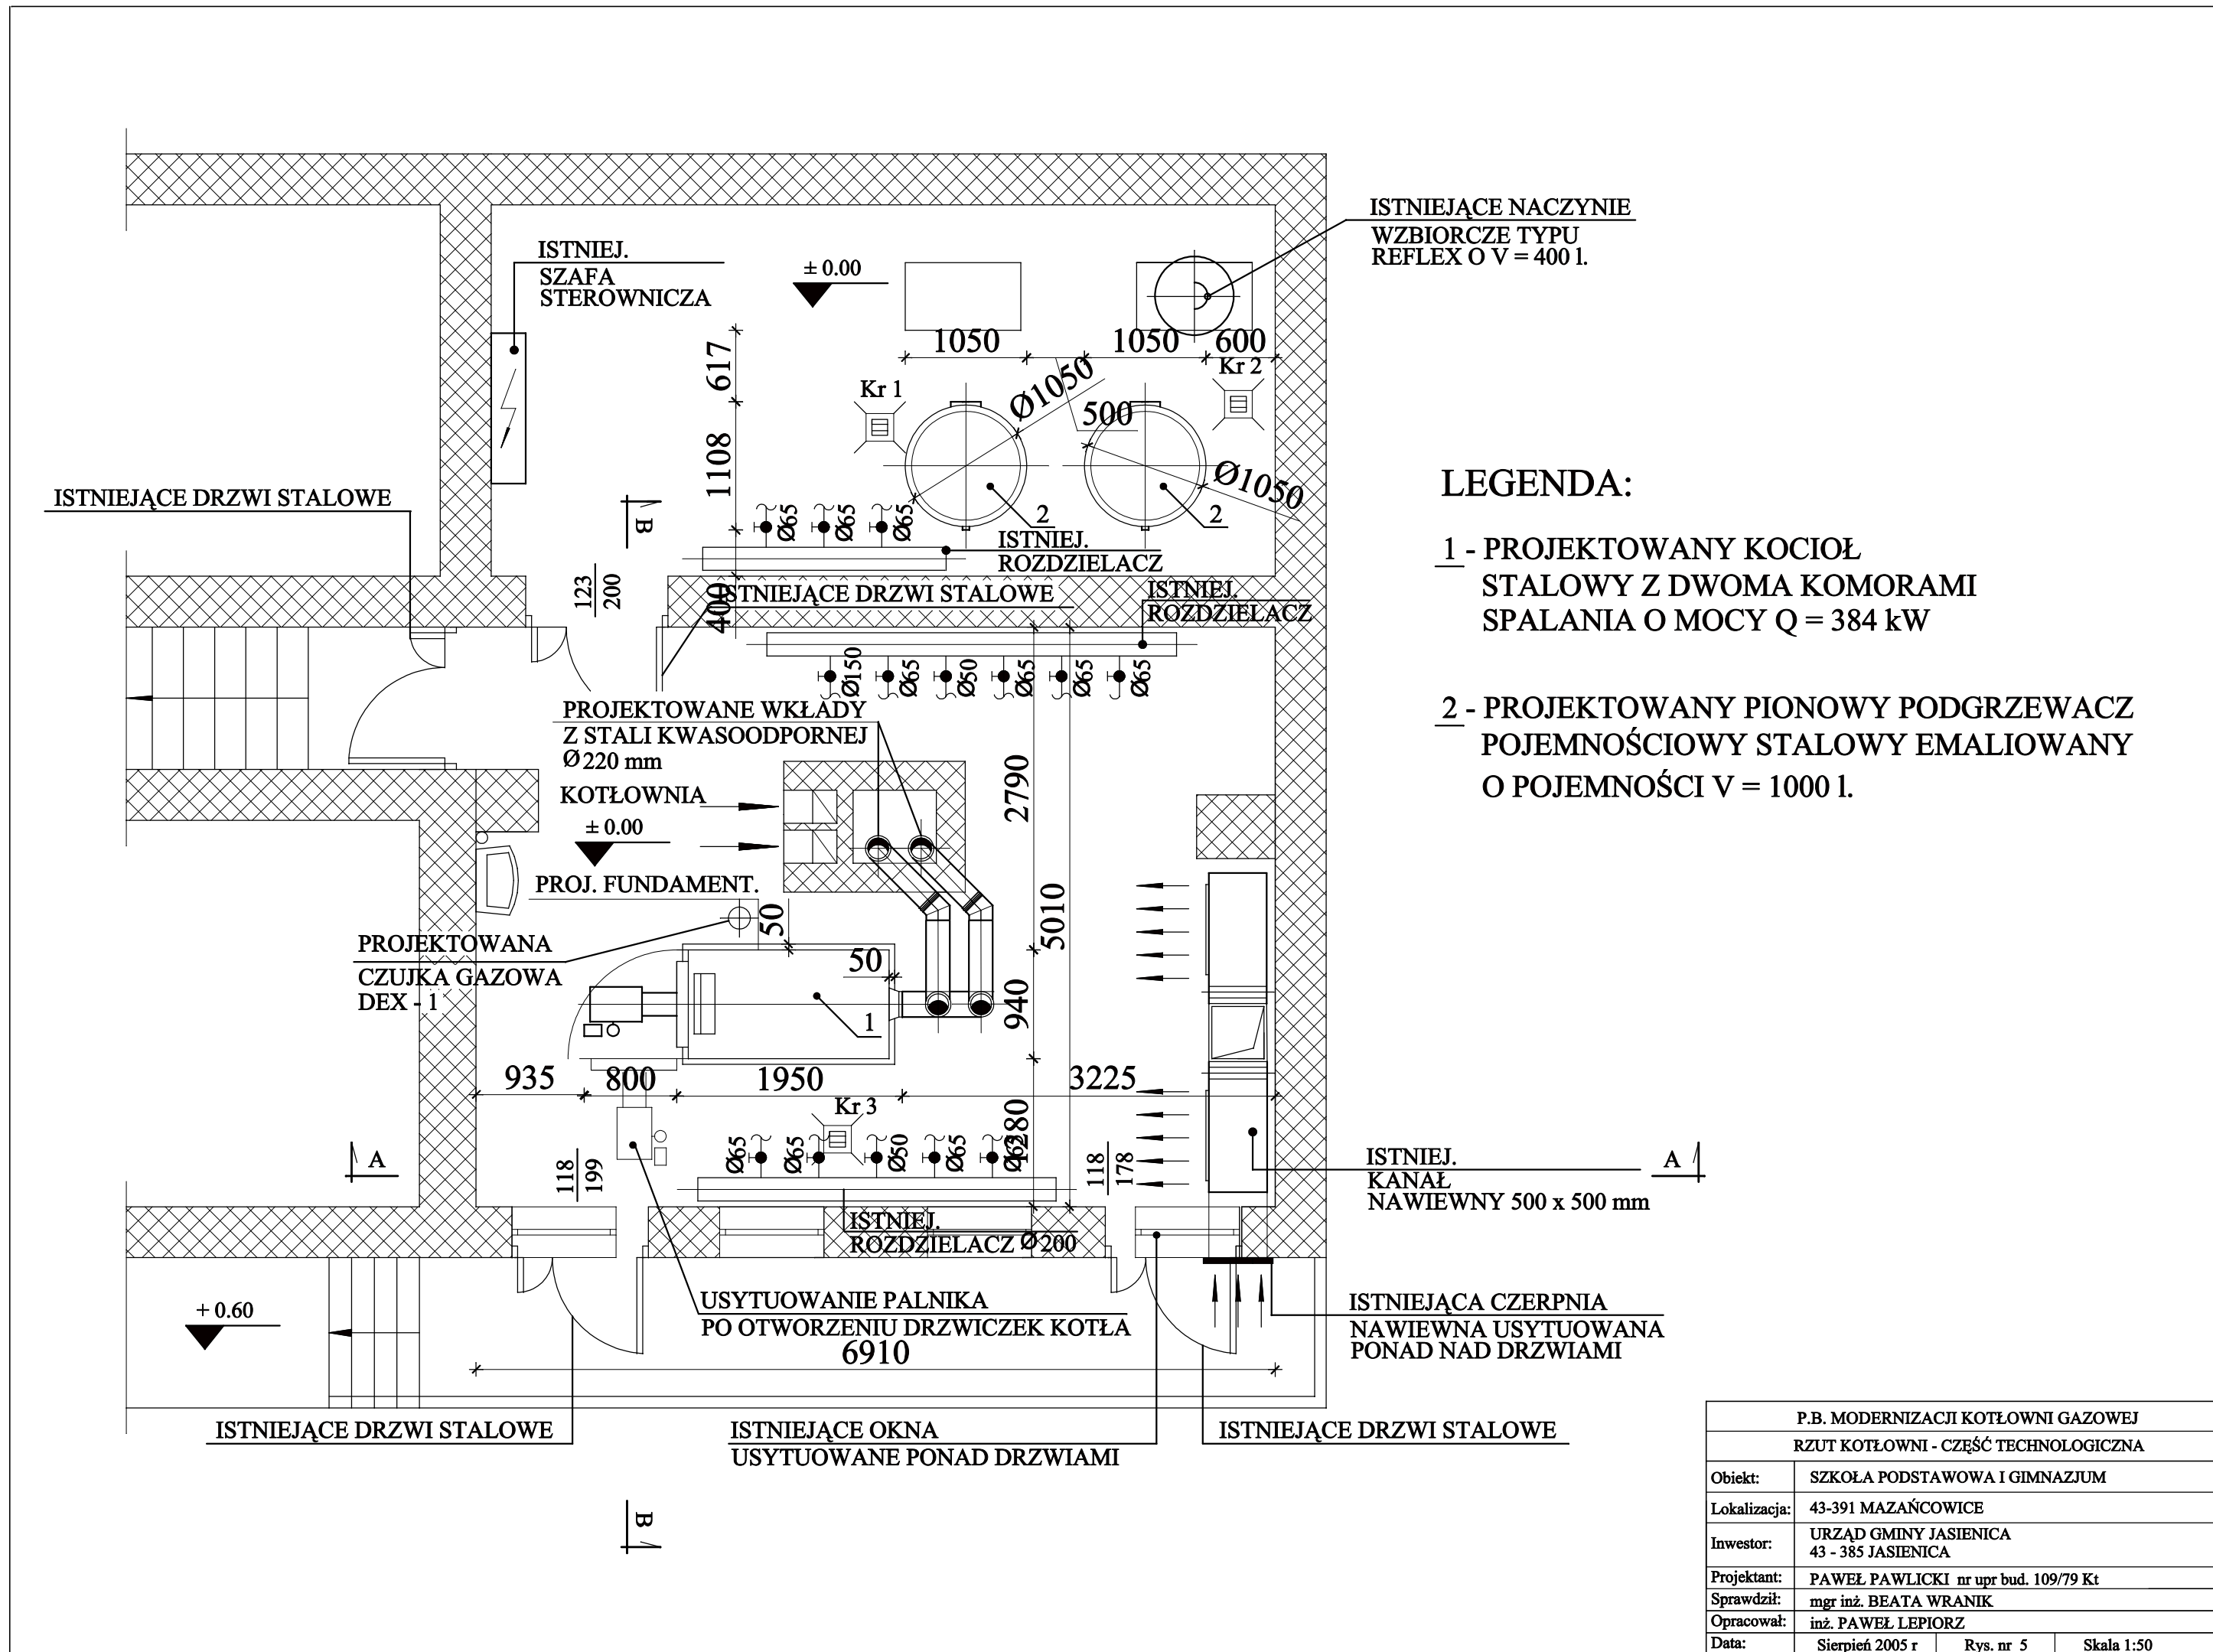 ISTNIEJ.
SZAFA
STEROWNICZA
± 0.00
ISTNIEJĄCE NACZYNIE
WZBIORCZE TYPU
REFLEX O V = 400 l.
1050
1050
600
617
1108
400
Kr 1
Kr 2
Ø1050
500
Ø1050
2
2
ISTNIEJĄCE DRZWI STALOWE
B
Ø65
Ø65
Ø65
ISTNIEJ.
ROZDZIELACZ
123
200
ISTNIEJĄCE DRZWI STALOWE
ISTNIEJ.
ROZDZIELACZ
Ø150
Ø65
Ø50
Ø65
Ø65
Ø65
LEGENDA:
1 - PROJEKTOWANY KOCIOŁ
STALOWY Z DWOMA KOMORAMI
SPALANIA O MOCY Q = 384 kW
2 - PROJEKTOWANY PIONOWY PODGRZEWACZ
POJEMNOŚCIOWY STALOWY EMALIOWANY
O POJEMNOŚCI V = 1000 l.
PROJEKTOWANE WKŁADY
Z STALI KWASOODPORNEJ
Ø220 mm
KOTŁOWNIA
± 0.00
PROJ. FUNDAMENT.
2790
5010
940
1280
50
50
PROJEKTOWANA
CZUJKA GAZOWA
DEX - 1
1
935
800
1950
3225
Kr 3
Ø65
Ø65
Ø50
Ø65
Ø65
118
199
118
178
A
A
ISTNIEJ.
KANAŁ
NAWIEWNY 500 x 500 mm
ISTNIEJ.
ROZDZIELACZ Ø200
+ 0.60
USYTUOWANIE PALNIKA
PO OTWORZENIU DRZWICZEK KOTŁA
6910
ISTNIEJĄCA CZERPNIA
NAWIEWNA USYTUOWANA
PONAD NAD DRZWIAMI
ISTNIEJĄCE DRZWI STALOWE
ISTNIEJĄCE OKNA
USYTUOWANE PONAD DRZWIAMI
ISTNIEJĄCE DRZWI STALOWE
B
P.B. MODERNIZACJI KOTŁOWNI GAZOWEJ
RZUT KOTŁOWNI - CZĘŚĆ TECHNOLOGICZNA
Obiekt: SZKOŁA PODSTAWOWA I GIMNAZJUM
Lokalizacja: 43-391 MAZAŃCOWICE
Inwestor: URZĄD GMINY JASIENICA
43 - 385 JASIENICA
Projektant: PAWEŁ PAWLICKI nr upr bud. 109/79 Kt
Sprawdził: mgr inż. BEATA WRANIK
Opracował: inż. PAWEŁ LEPIORZ
Data: Sierpień 2005 r Rys. nr 5 Skala 1:50